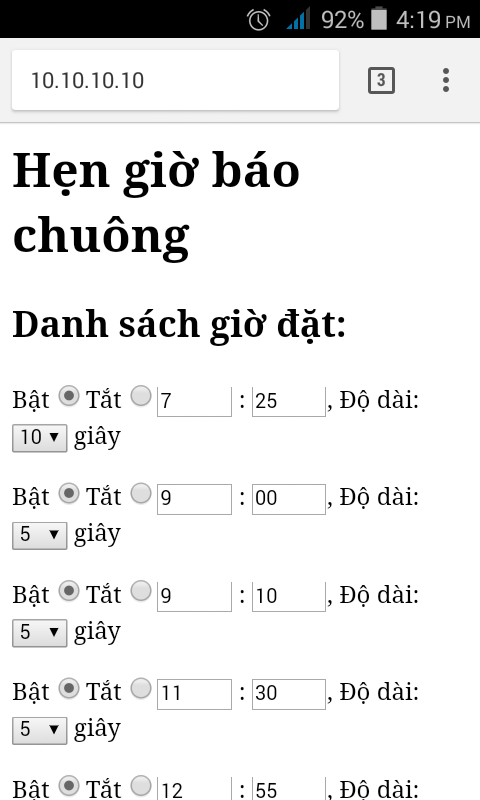 92% 4:19 PM
10.10.10.10 3
Hẹn giờ báo
chuông
Danh sách giờ đặt:
Bật Tắt 7 : 25 , Độ dài:
10 giây
Bật Tắt 9 : 00 , Độ dài:
5 giây
Bật Tắt 9 : 10 , Độ dài:
5 giây
Bật Tắt 11 : 30 , Độ dài:
5 giây
Bật Tắt 12 : 55 , Độ dài: